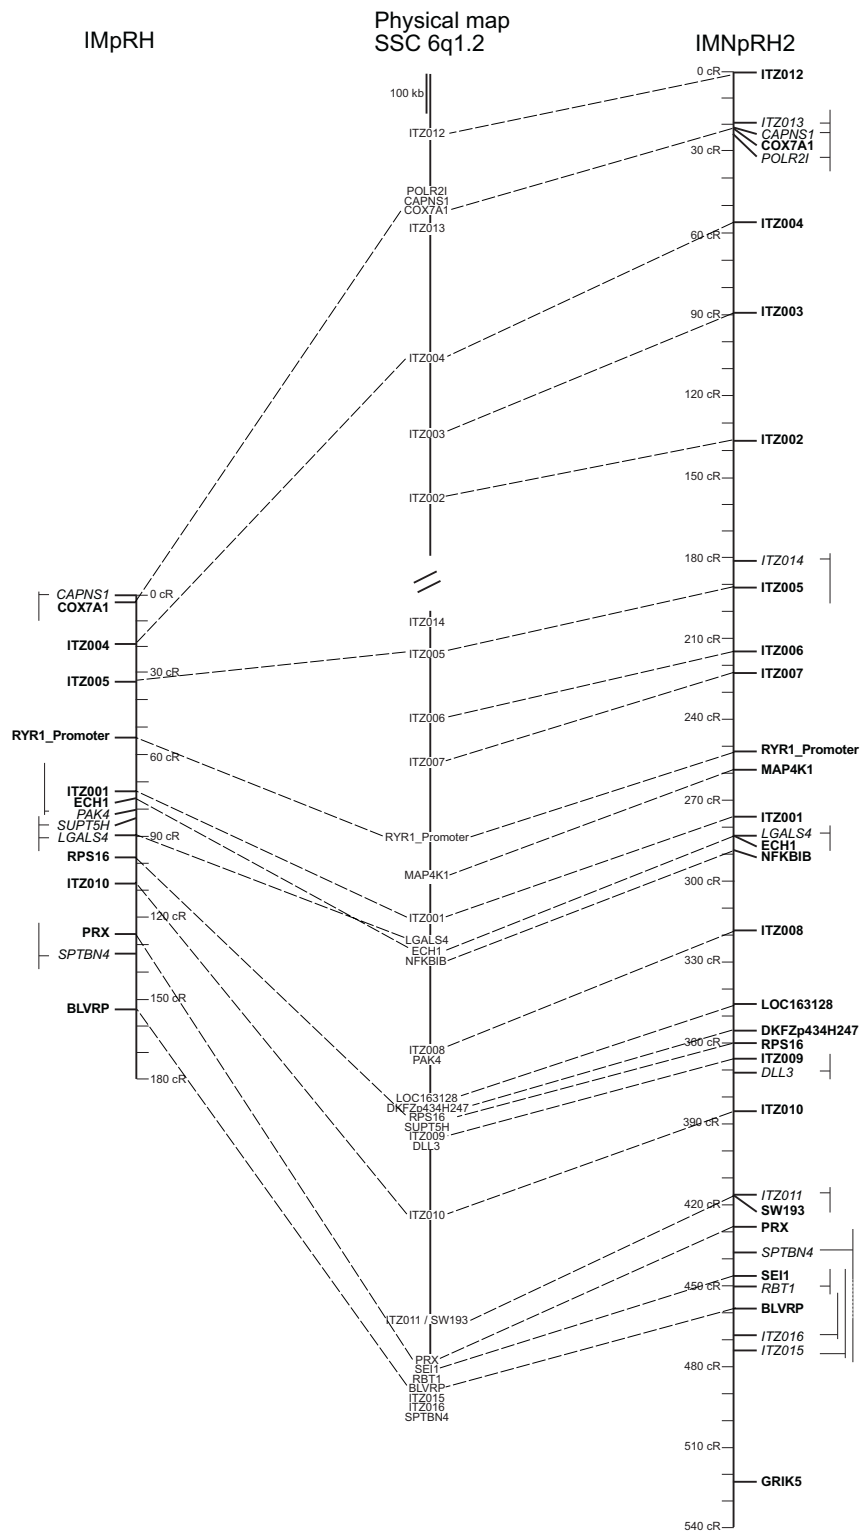 IMpRH
Physical map
SSC 6q1.2
IMNpRH2
100 kb
CAPNS1
COX7A1
ITZ004
ITZ005
RYR1_Promoter
ITZ001
ECH1
PAK4
SUPT5H
LGALS4
RPS16
ITZ010
PRX
SPTBN4
BLVRP
0 cR
30 cR
60 cR
90 cR
120 cR
150 cR
180 cR
ITZ012
POLR2I
CAPNS1
COX7A1
ITZ013
ITZ004
ITZ003
ITZ002
ITZ014
ITZ005
ITZ006
ITZ007
RYR1_Promoter
MAP4K1
ITZ001
LGALS4
ECH1
NFKBIB
ITZ008
PAK4
LOC163128
DKFZp434H247
RPS16
SUPT5H
ITZ009
DLL3
ITZ010
ITZ011 / SW193
PRX
SEI1
RBT1
BLVRP
ITZ015
ITZ016
SPTBN4
0 cR
30 cR
60 cR
90 cR
120 cR
150 cR
180 cR
210 cR
240 cR
270 cR
300 cR
330 cR
360 cR
390 cR
420 cR
450 cR
480 cR
510 cR
540 cR
ITZ012
ITZ013
CAPNS1
COX7A1
POLR2I
ITZ004
ITZ003
ITZ002
ITZ014
ITZ005
ITZ006
ITZ007
RYR1_Promoter
MAP4K1
ITZ001
LGALS4
ECH1
NFKBIB
ITZ008
LOC163128
DKFZp434H247
RPS16
ITZ009
DLL3
ITZ010
ITZ011
SW193
PRX
SPTBN4
SEI1
RBT1
BLVRP
ITZ016
ITZ015
GRIK5